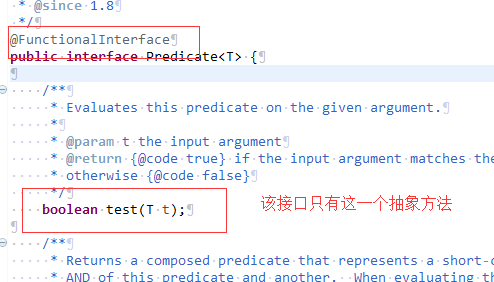 * @since 1.8
*/
@FunctionalInterface
public interface Predicate<T> {
/**
* Evaluates this predicate on the given argument.
*
* @param t the input argument
* @return {@code true} if the input argument matches the
* otherwise {@code false}
*/
boolean test(T t);
该接口只有这一个抽象方法
/**
* Returns a composed predicate that represents a short-c
* AND of this predicate and another. When evaluating th